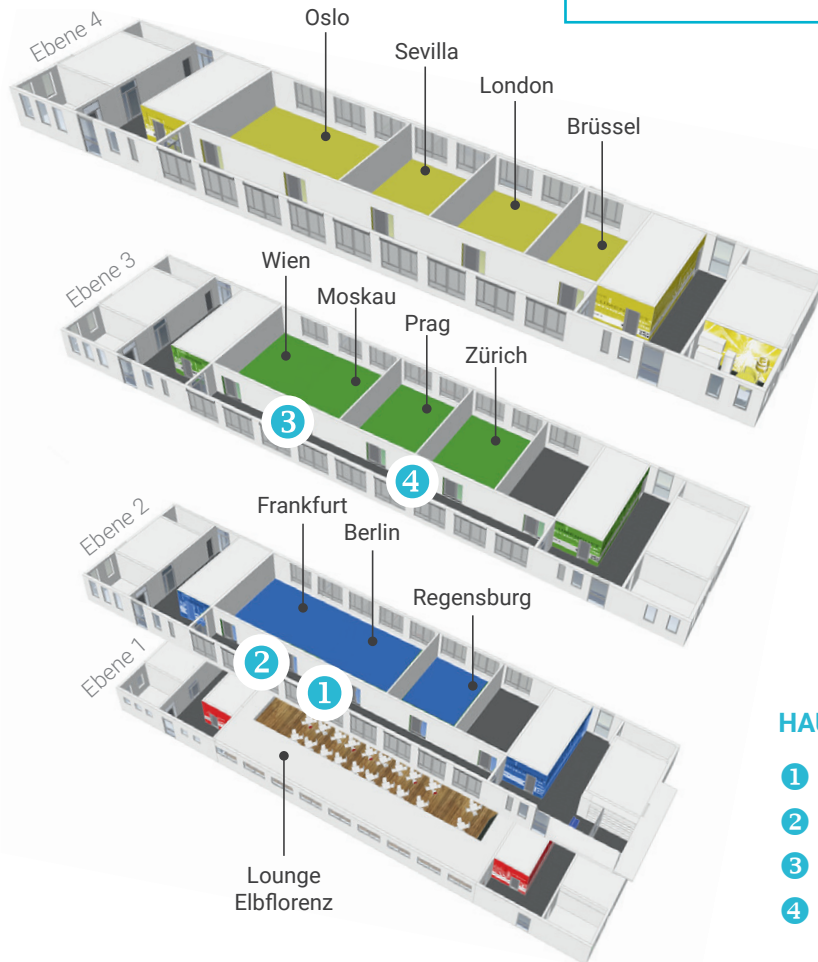 Ebene 4
Oslo
Sevilla
London
Brüssel
Ebene 3
Wien
Moskau
Prag
Zürich
3
4
Ebene 2
Frankfurt
Berlin
Regensburg
Ebene 1
2
1
HAU
1
2
3
4
Lounge
Elbflorenz